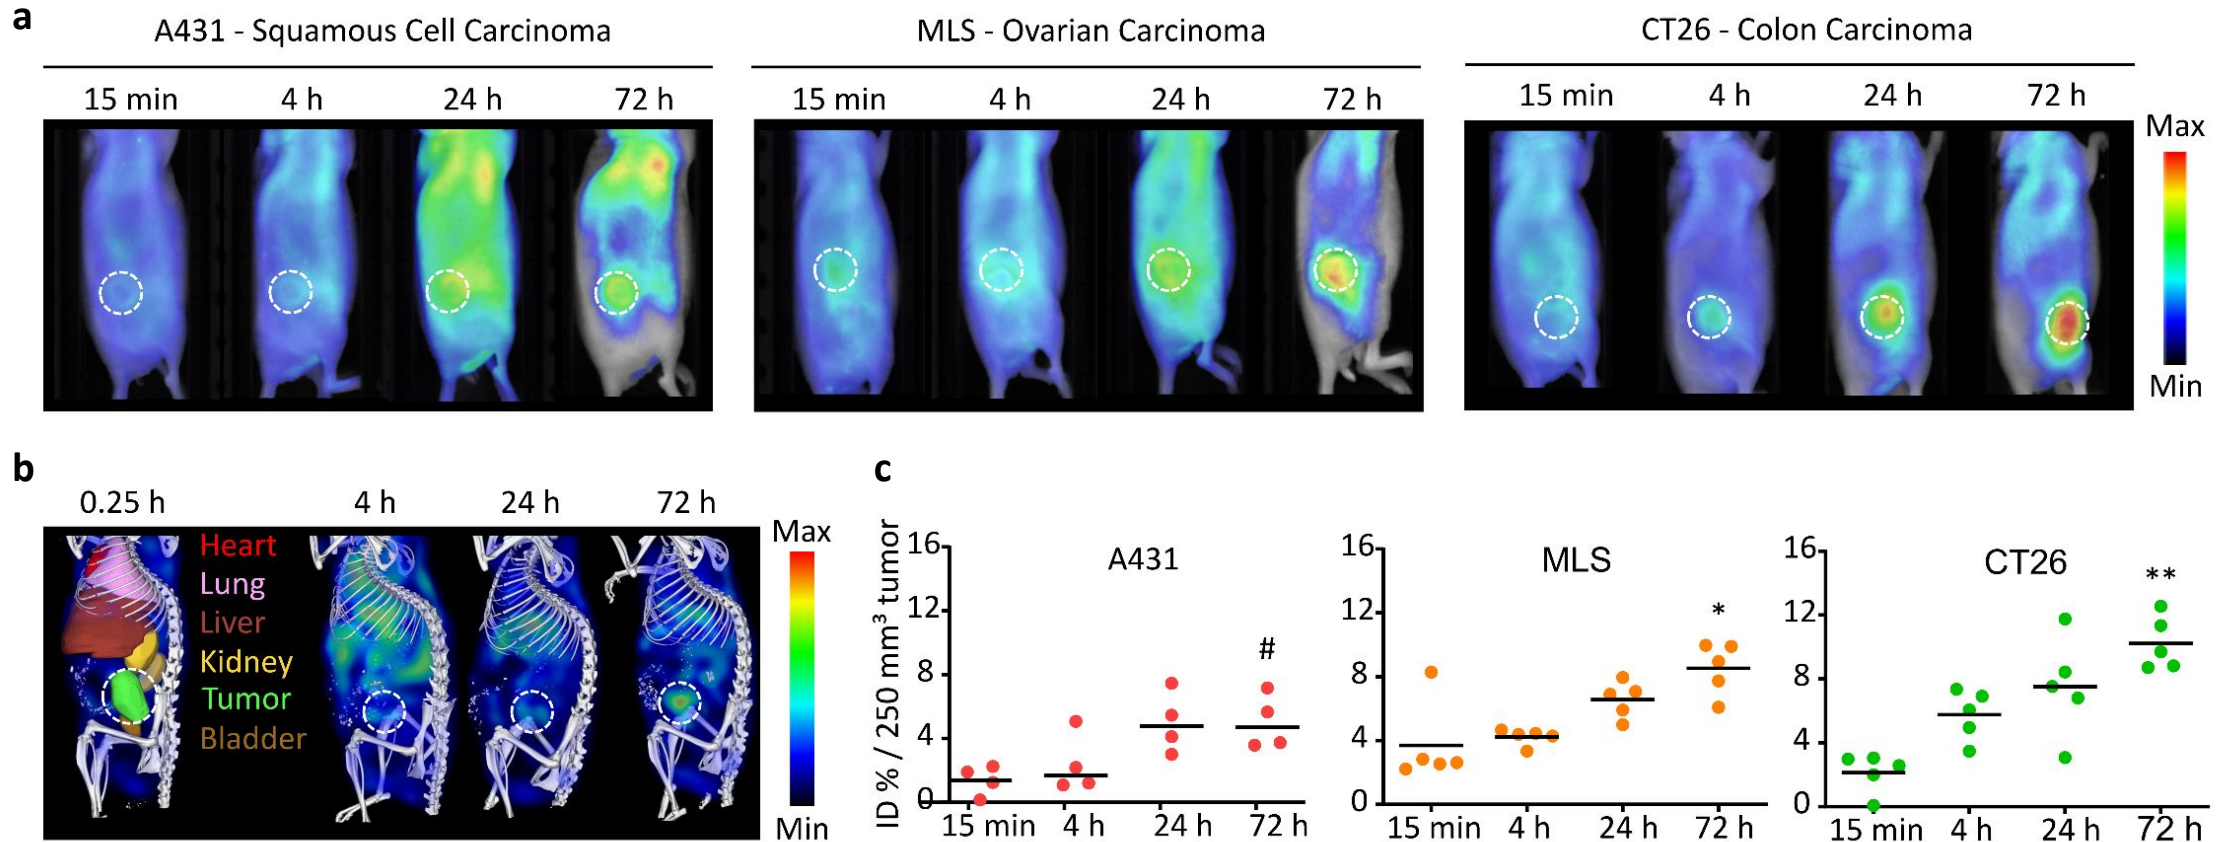 a
A431 - Squamous Cell Carcinoma
15 min 4 h 24 h 72 h
MLS - Ovarian Carcinoma
15 min 4 h 24 h 72 h
CT26 - Colon Carcinoma
15 min 4 h 24 h 72 h
Max
Min
b
0.25 h 4 h 24 h 72 h
Heart
Lung
Liver
Kidney
Tumor
Bladder
Max
Min
c
ID % / 250 mm³ tumor
A431
16
12
8
4
0
#
15 min 4 h 24 h 72 h
MLS
16
12
8
4
0
*
15 min 4 h 24 h 72 h
CT26
16
12
8
4
0
**
15 min 4 h 24 h 72 h